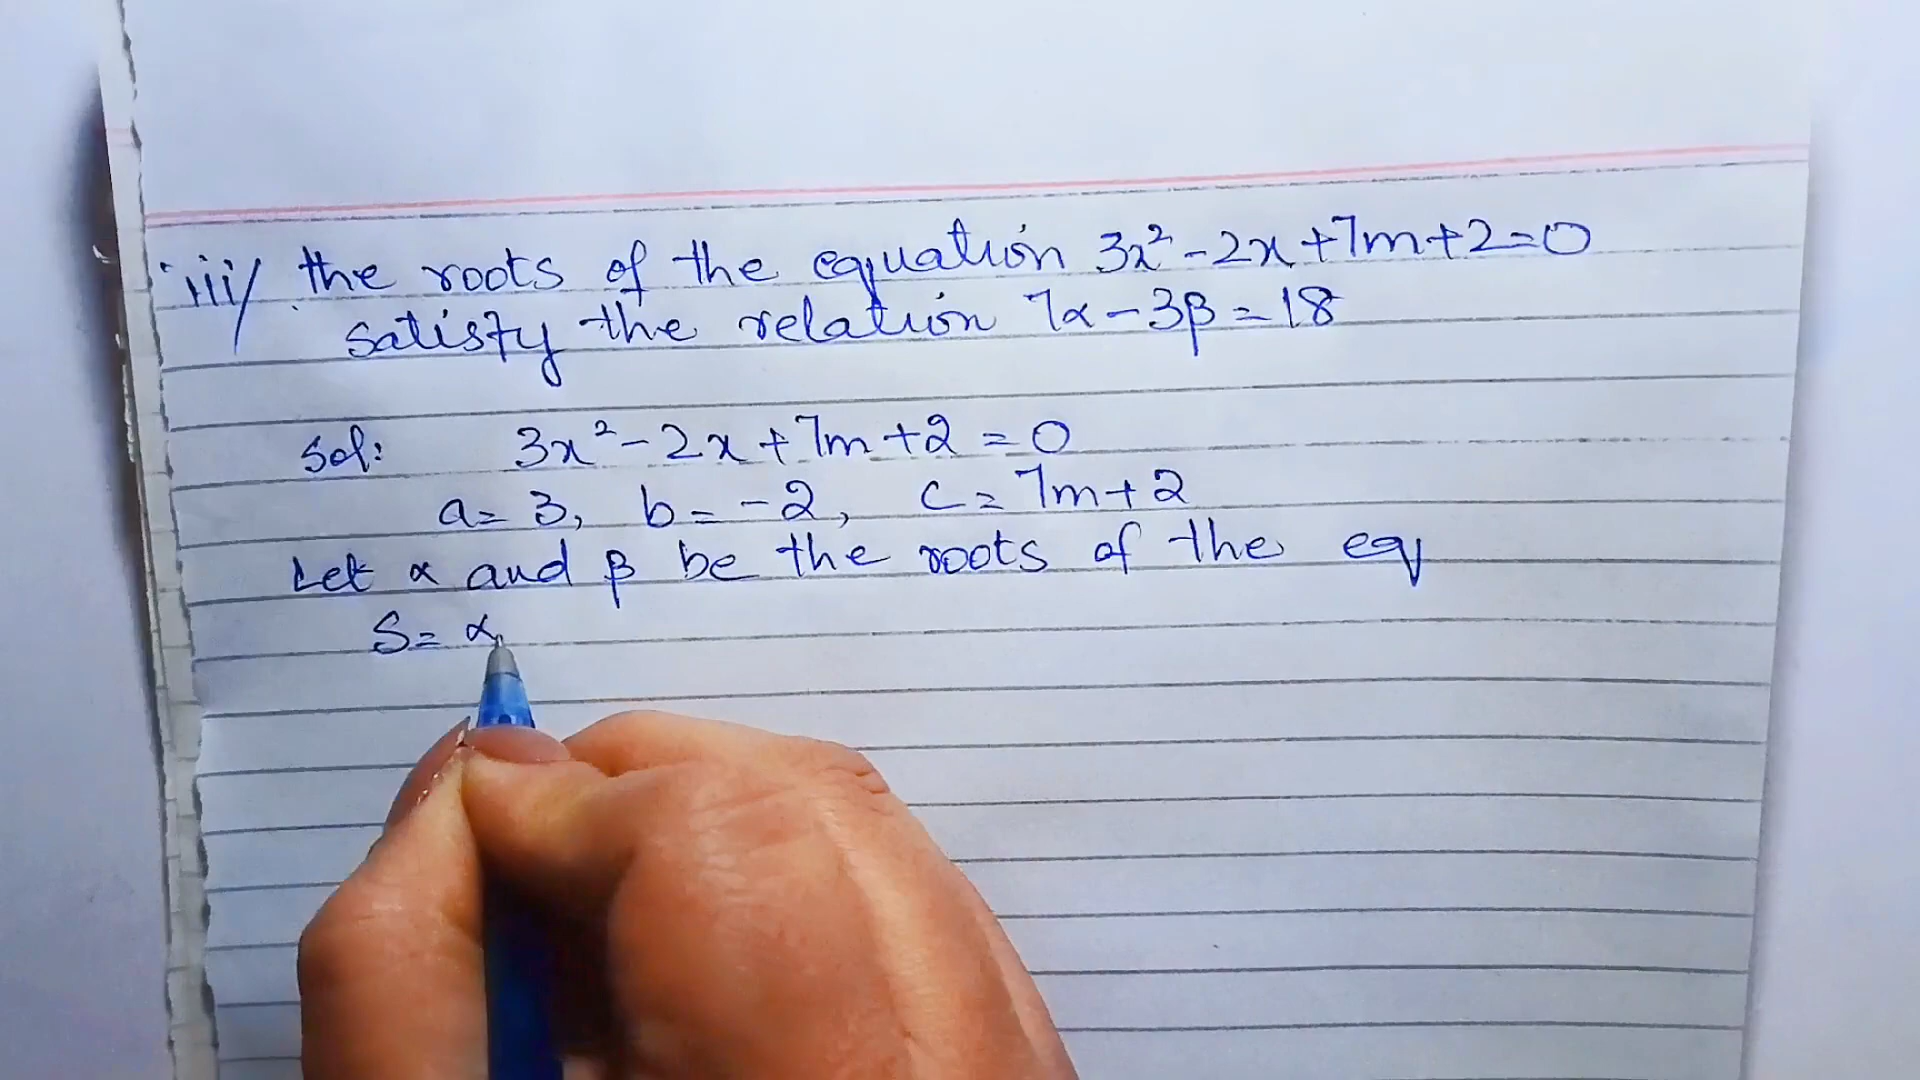 iii/ the roots of the equation 3x²-2x+7m+2=0
satisfy the relation 7α-3β=18
Sol: 3x²-2x+7m+2=0
a=3, b=-2, c=7m+2
Let α and β be the roots of the eq
S=α